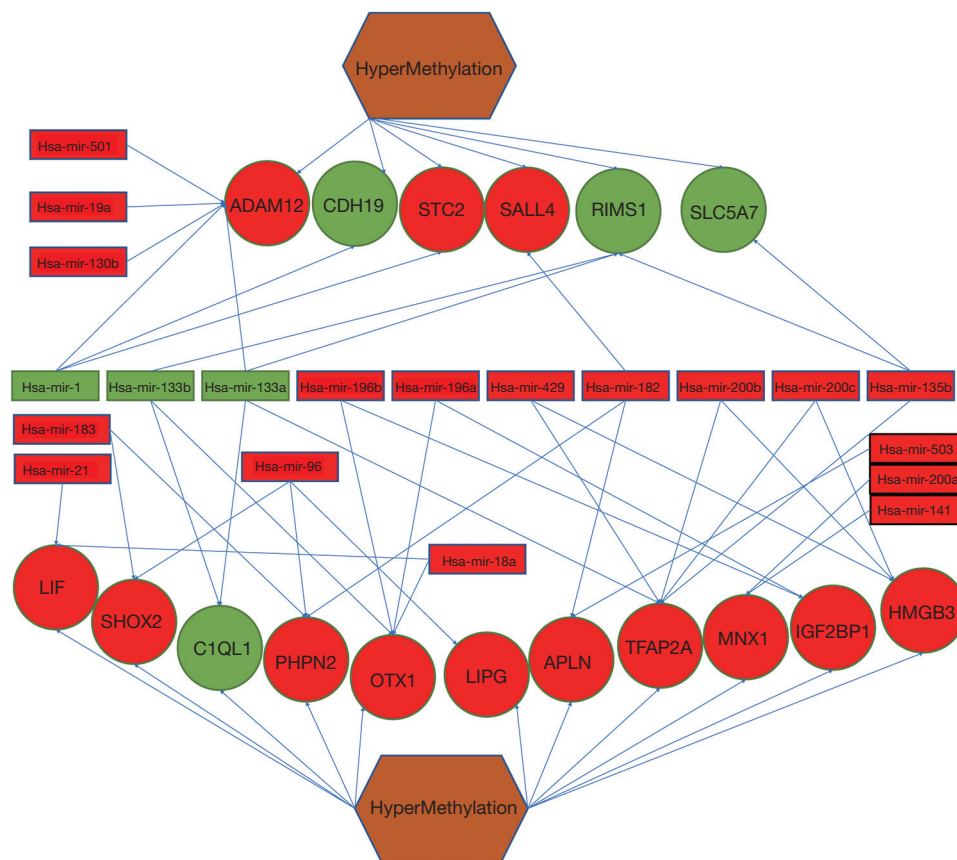 HyperMethylation
Hsa-mir-501
Hsa-mir-19a
Hsa-mir-130b
ADAM12
CDH19
STC2
SALL4
RIMS1
SLC5A7
Hsa-mir-1
Hsa-mir-133b
Hsa-mir-133a
Hsa-mir-196b
Hsa-mir-196a
Hsa-mir-429
Hsa-mir-182
Hsa-mir-200b
Hsa-mir-200c
Hsa-mir-135b
Hsa-mir-183
Hsa-mir-21
Hsa-mir-96
Hsa-mir-503
Hsa-mir-200a
Hsa-mir-141
Hsa-mir-18a
LIF
SHOX2
C1QL1
PHPN2
OTX1
LIPG
APLN
TFAP2A
MNX1
IGF2BP1
HMGB3
HyperMethylation